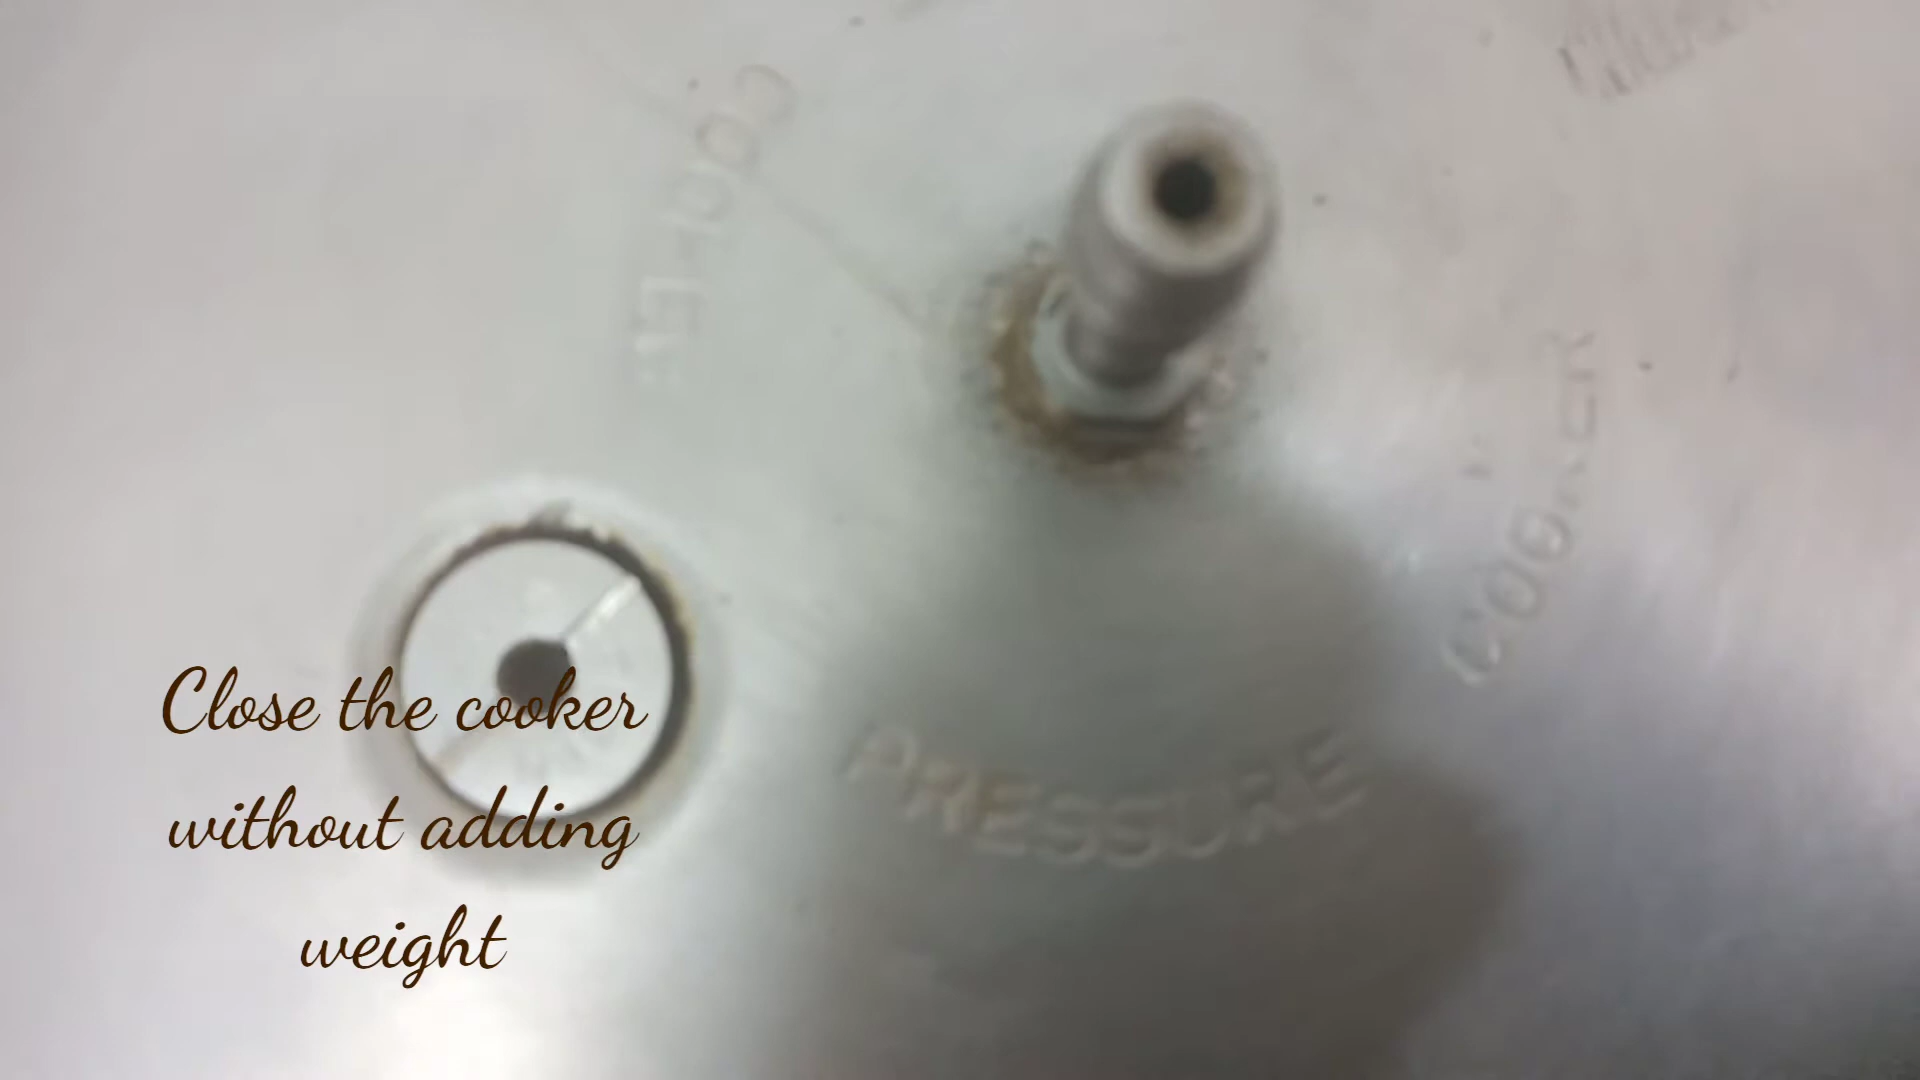 Close the cooker
without adding
weight
PRESSURE
COOKER